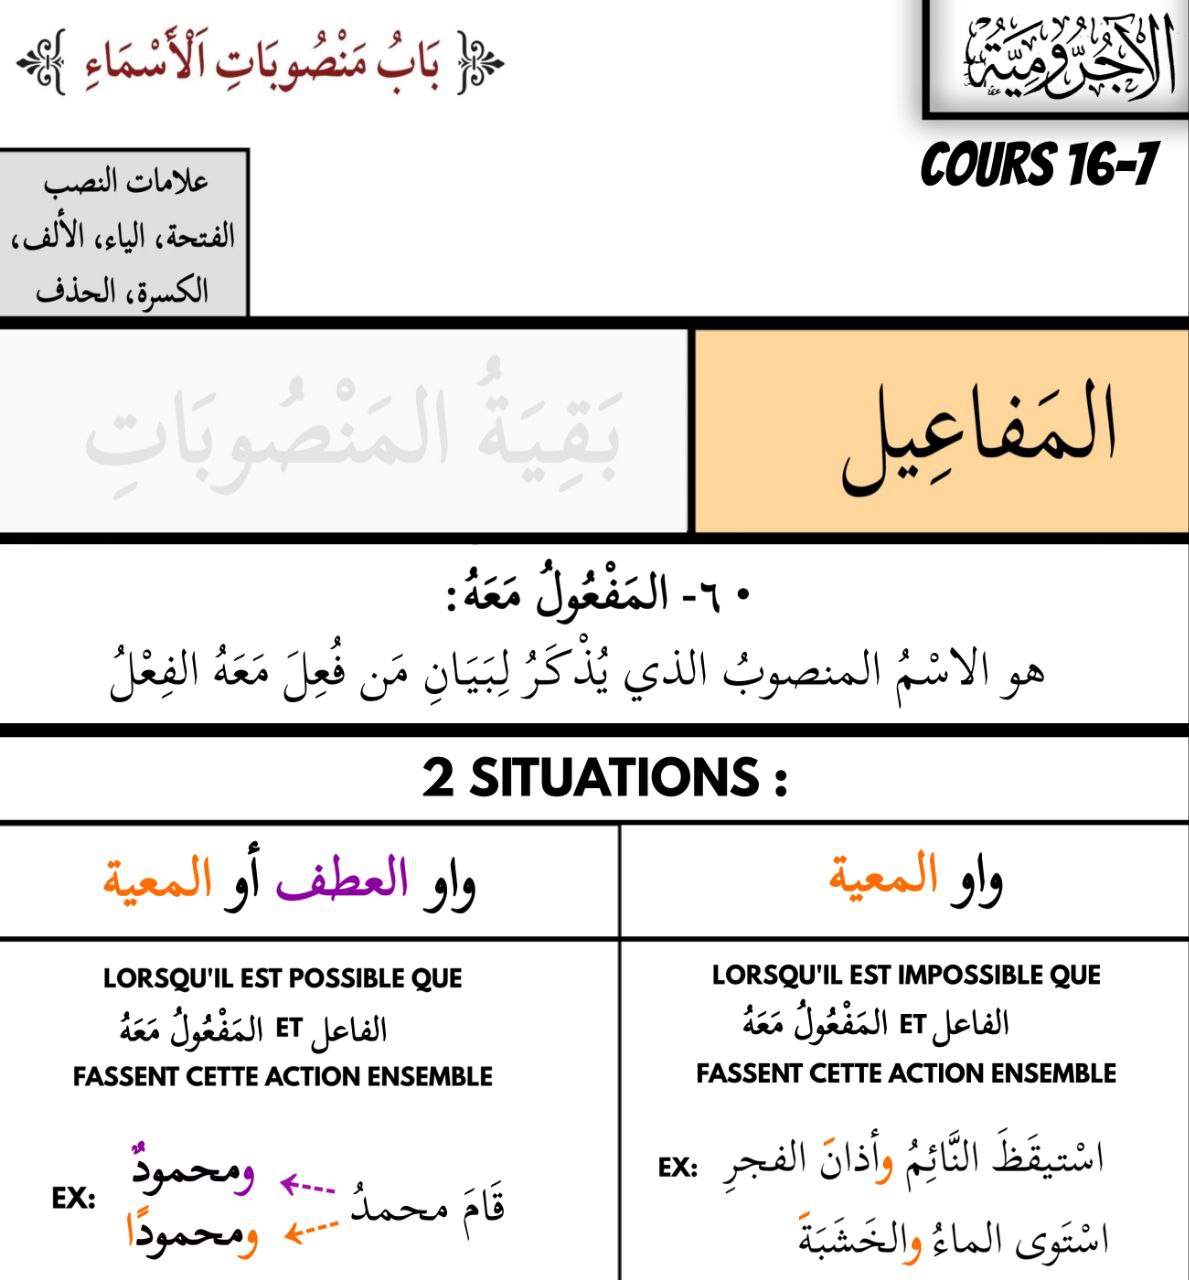 الآجُرُّومِيَّة
بَابُ مَنْصُوبَاتِ اَلْأَسْمَاءِ
COURS 16-7
علامات النصب
الفتحة، الياء، الألف،
الكسرة، الحذف
المَفاعِيل
بَقِيَةُ المَنْصُوبَاتِ
• ٦- المَفْعُولُ مَعَهُ:
هو الاسْمُ المنصوبُ الذي يُذْكَرُ لِبَيَانِ مَن فُعِلَ مَعَهُ الفِعْلُ
2 SITUATIONS :
واو المعية
LORSQU'IL EST IMPOSSIBLE QUE
الفاعل ET المَفْعُولُ مَعَهُ
FASSENT CETTE ACTION ENSEMBLE
EX: اسْتيقَظَ النَّائِمُ وأذانَ الفجرِ
اسْتَوى الماءُ والخَشَبَةَ
واو العطف أو المعية
LORSQU'IL EST POSSIBLE QUE
الفاعل ET المَفْعُولُ مَعَهُ
FASSENT CETTE ACTION ENSEMBLE
EX: قَامَ محمدُ
ومحمودٌ
ومحمودًا